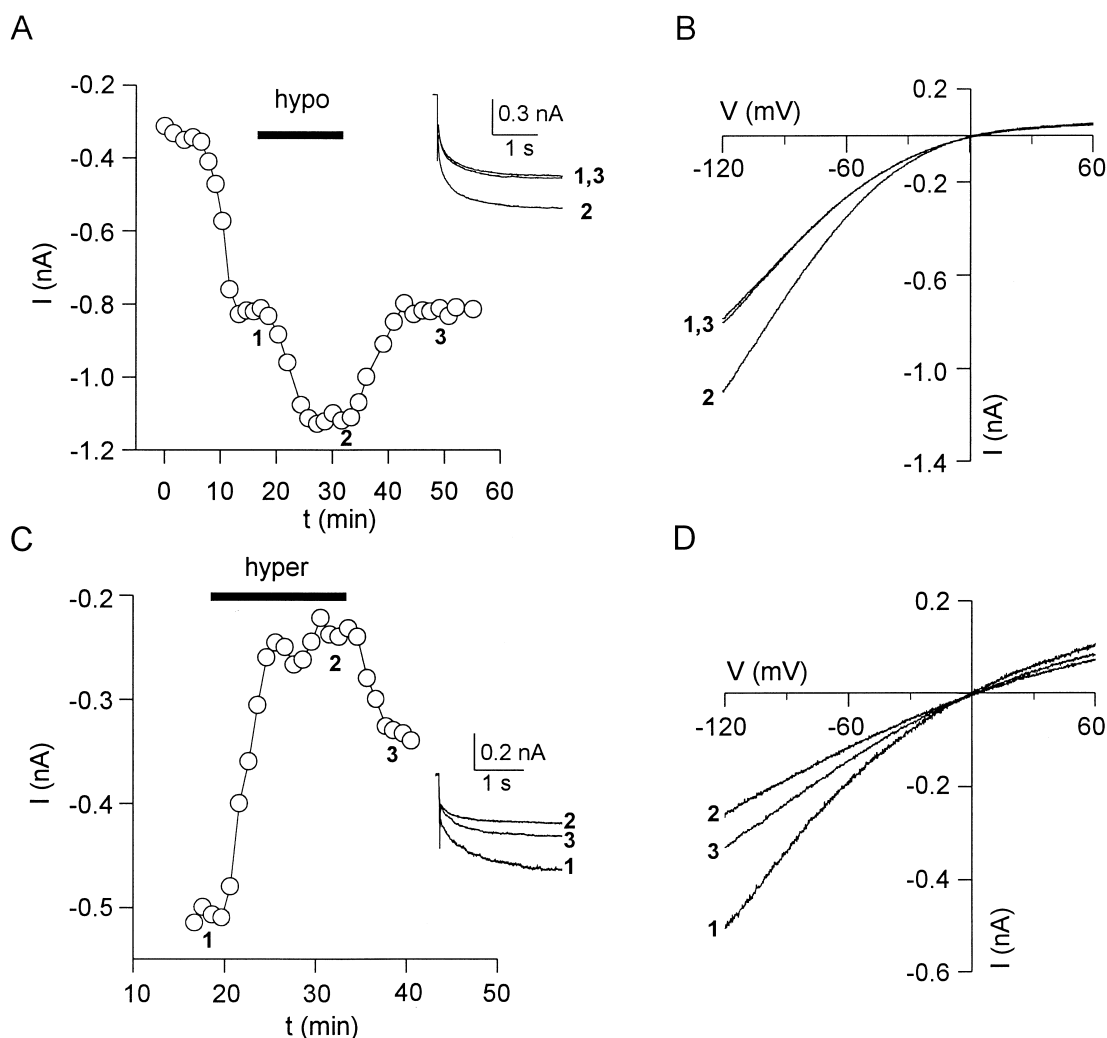 A
-0.2
-0.4
-0.6
-0.8
-1.0
-1.2
I (nA)
hypo
0.3 nA
1 s
1,3
2
1
2
3
0 10 20 30 40 50 60
t (min)
B
0.2
V (mV)
-120 -60 60
-0.2
-0.6
-1.0
-1.4
I (nA)
1,3
2
C
hyper
-0.2
-0.3
-0.4
-0.5
I (nA)
1
2
3
0.2 nA
1 s
2
3
1
10 20 30 40 50
t (min)
D
0.2
V (mV)
-120 -60 60
-0.2
-0.4
-0.6
I (nA)
2
3
1